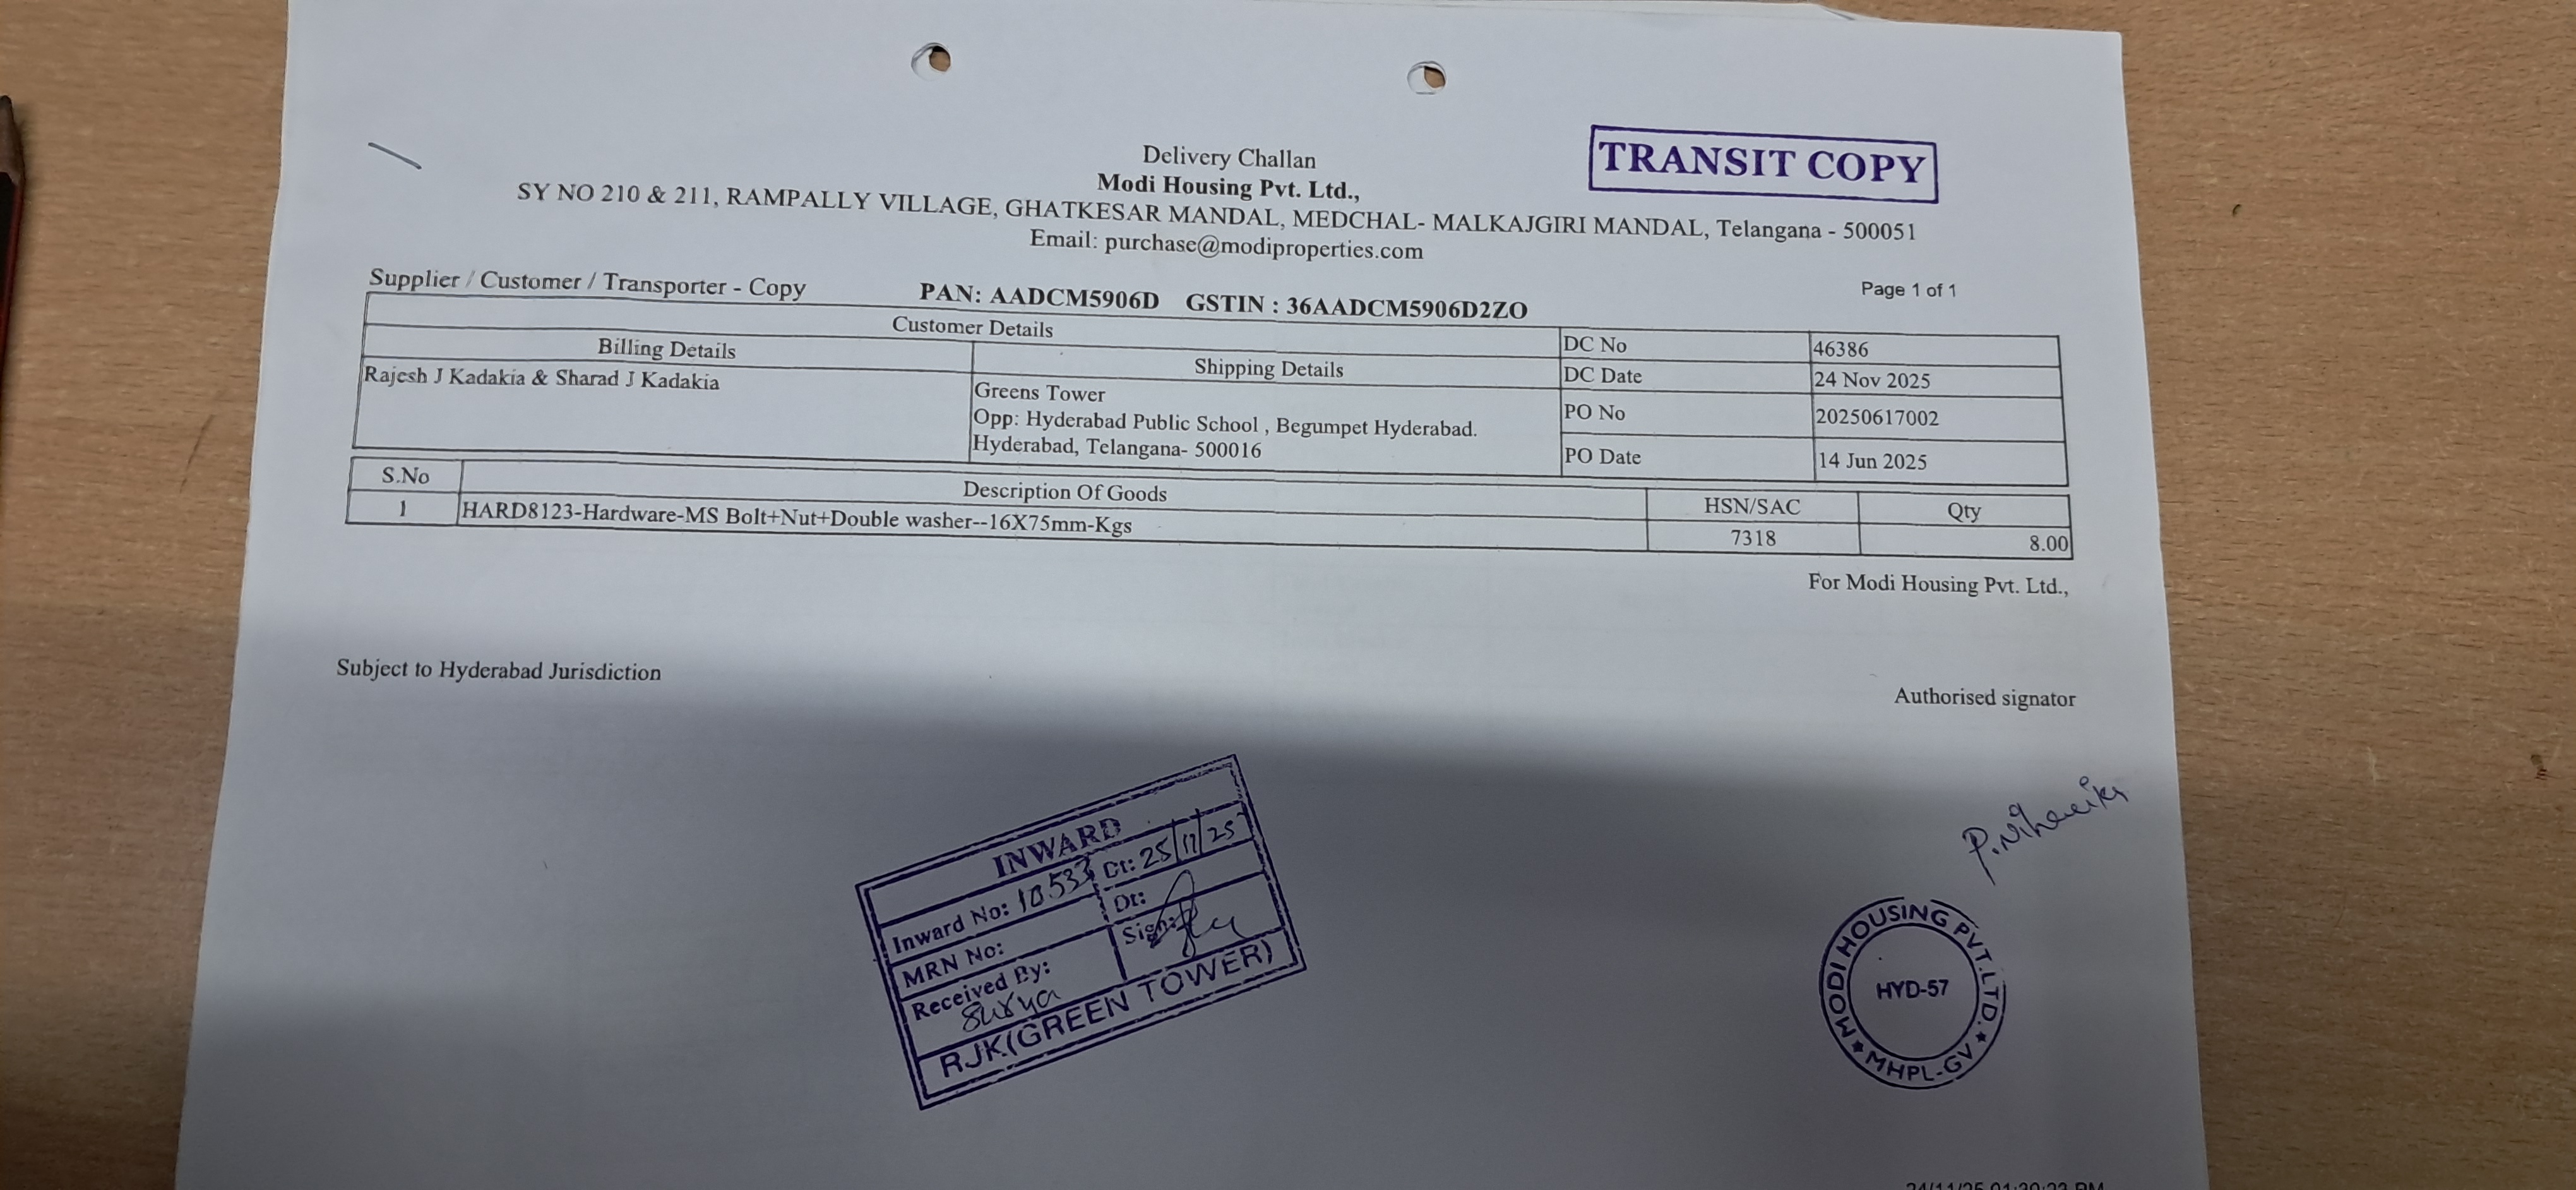 TRANSIT COPY
Delivery Challan
Modi Housing Pvt. Ltd.,
SY NO 210 & 211, RAMPALLY VILLAGE, GHATKESAR MANDAL, MEDCHAL- MALKAJGIRI MANDAL, Telangana - 500051
Email: purchase@modiproperties.com
Supplier / Customer / Transporter - Copy PAN: AADCM5906D GSTIN : 36AADCM5906D2ZO Page 1 of 1
Customer Details
Billing Details Shipping Details
Rajesh J Kadakia & Sharad J Kadakia
Greens Tower
Opp: Hyderabad Public School , Begumpet Hyderabad.
Hyderabad, Telangana- 500016
DC No 46386
DC Date 24 Nov 2025
PO No 20250617002
PO Date 14 Jun 2025
S.No Description Of Goods HSN/SAC Qty
1 HARD8123-Hardware-MS Bolt+Nut+Double washer--16X75mm-Kgs 7318 8.00
For Modi Housing Pvt. Ltd.,
Subject to Hyderabad Jurisdiction
Authorised signator
INWARD
Inward No: 10533 Dt: 25/11/25
MRN No: Dt:
Received By: Sign:
Surya
RJK(GREEN TOWER)
MODI HOUSING PVT.LTD.
HYD-57
★ MHPL-GV ★